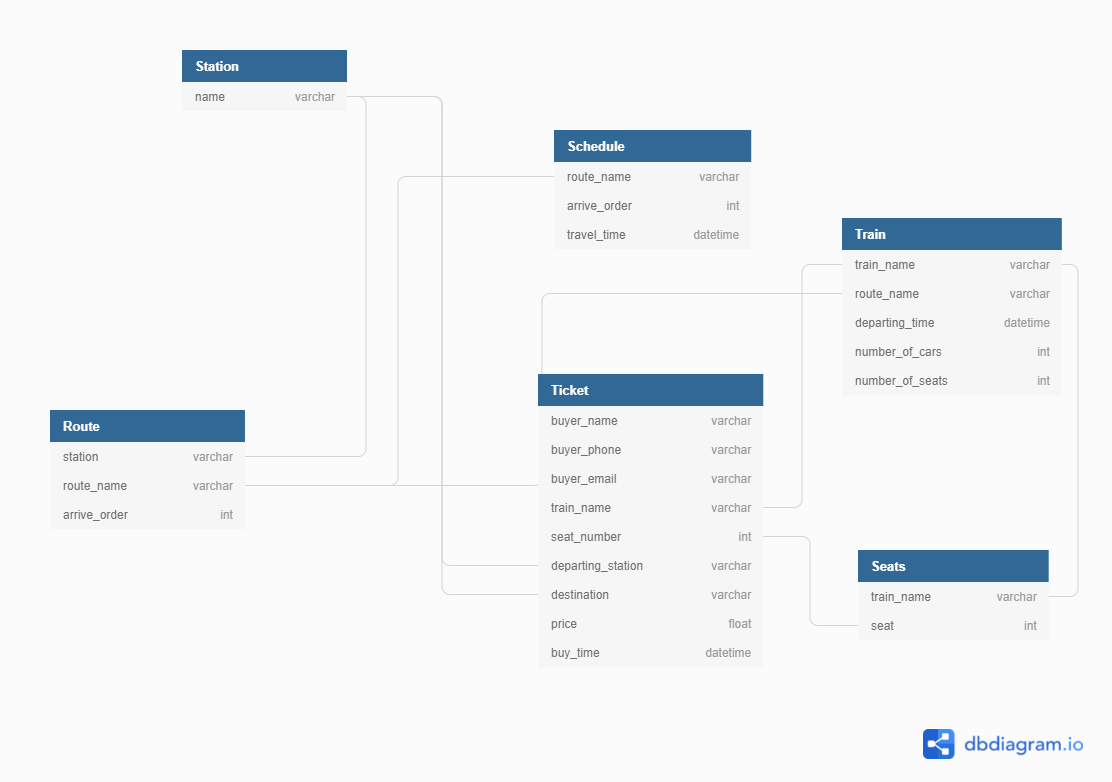 Station
name varchar
Schedule
route_name varchar
arrive_order int
travel_time datetime
Train
train_name varchar
route_name varchar
departing_time datetime
number_of_cars int
number_of_seats int
Ticket
buyer_name varchar
buyer_phone varchar
buyer_email varchar
train_name varchar
seat_number int
departing_station varchar
destination varchar
price float
buy_time datetime
Route
station varchar
route_name varchar
arrive_order int
Seats
train_name varchar
seat int
dbdiagram.io